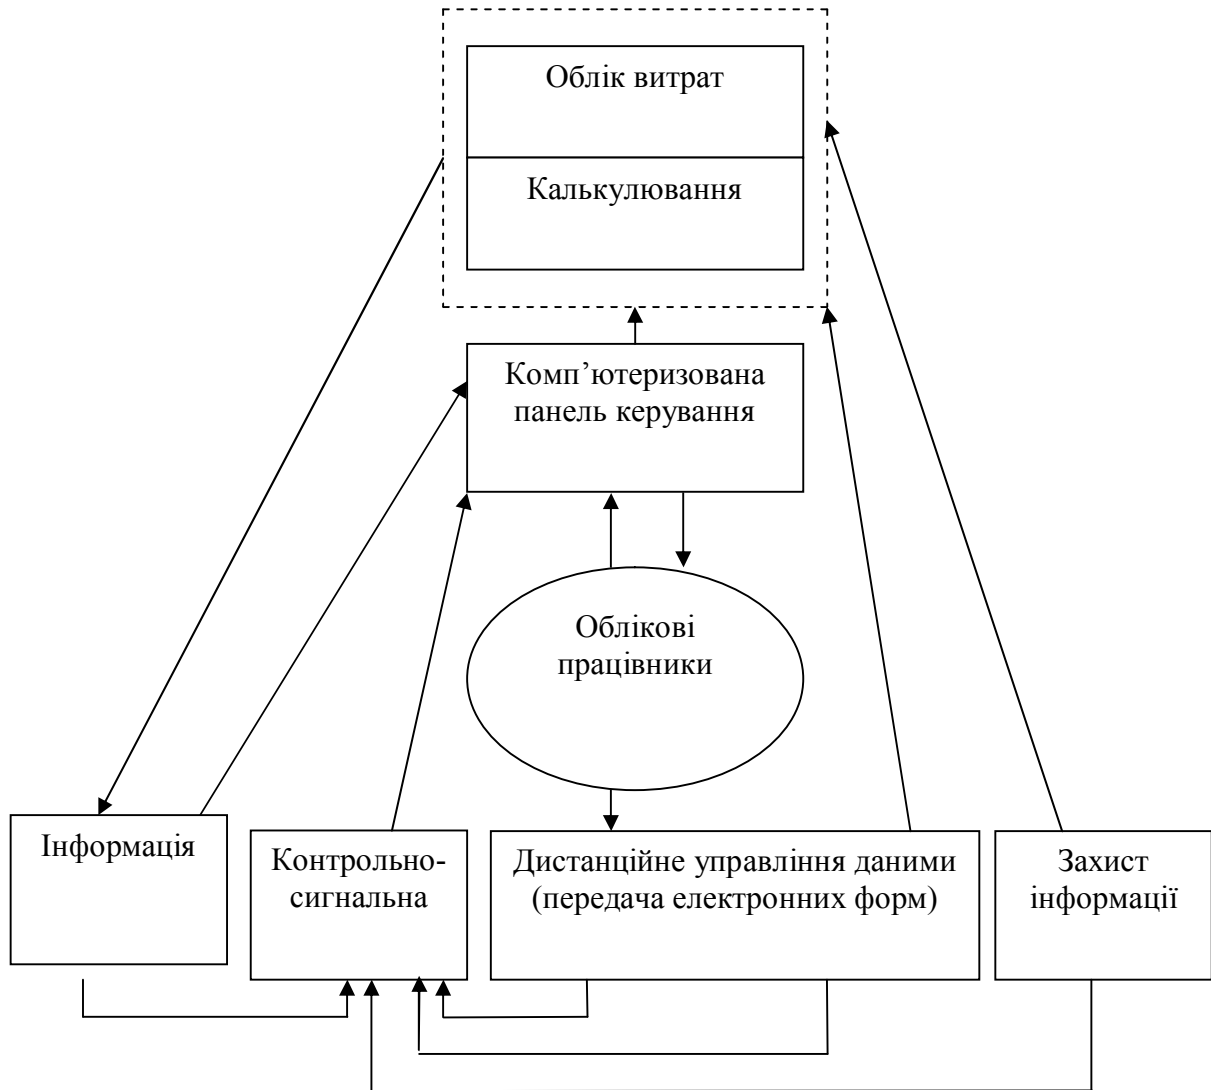 Облік витрат
Калькулювання
Комп’ютеризована
панель керування
Облікові
працівники
Інформація
Контрольно-
сигнальна
Дистанційне управління даними
(передача електронних форм)
Захист
інформації